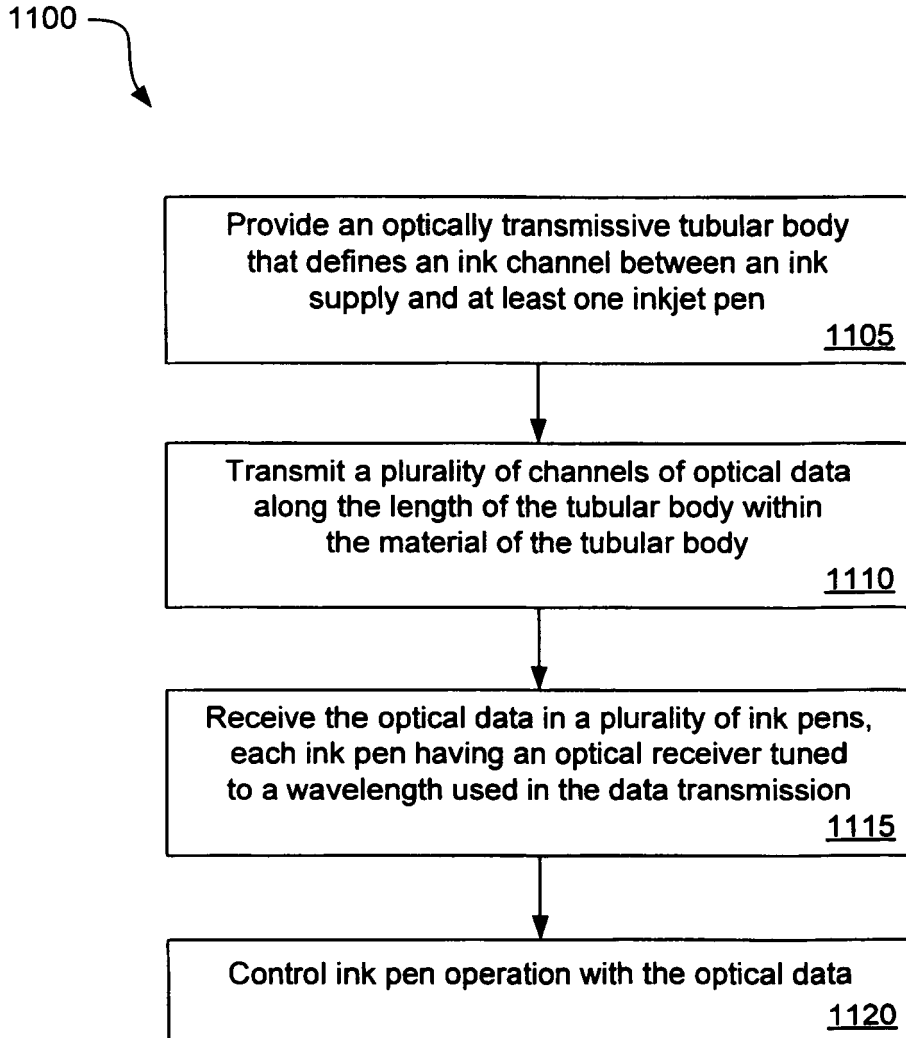 1100
Provide an optically transmissive tubular body
that defines an ink channel between an ink
supply and at least one inkjet pen
1105
Transmit a plurality of channels of optical data
along the length of the tubular body within
the material of the tubular body
1110
Receive the optical data in a plurality of ink pens,
each ink pen having an optical receiver tuned
to a wavelength used in the data transmission
1115
Control ink pen operation with the optical data
1120